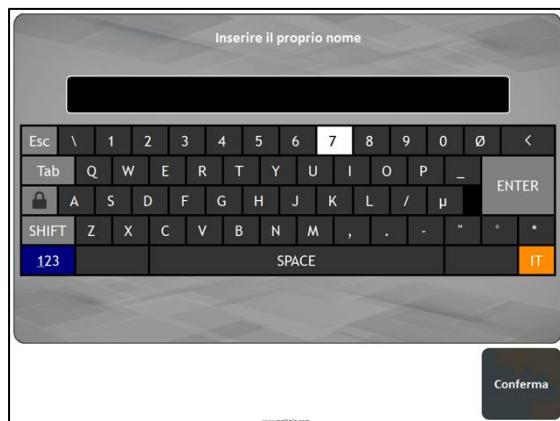 Inserire il proprio nome
Esc \ 1 2 3 4 5 6 7 8 9 0 Ø <
Tab Q W E R T Y U I O P _
ENTER
A S D F G H J K L / µ
SHIFT Z X C V B N M , . - " ° *
123 SPACE IT
Conferma